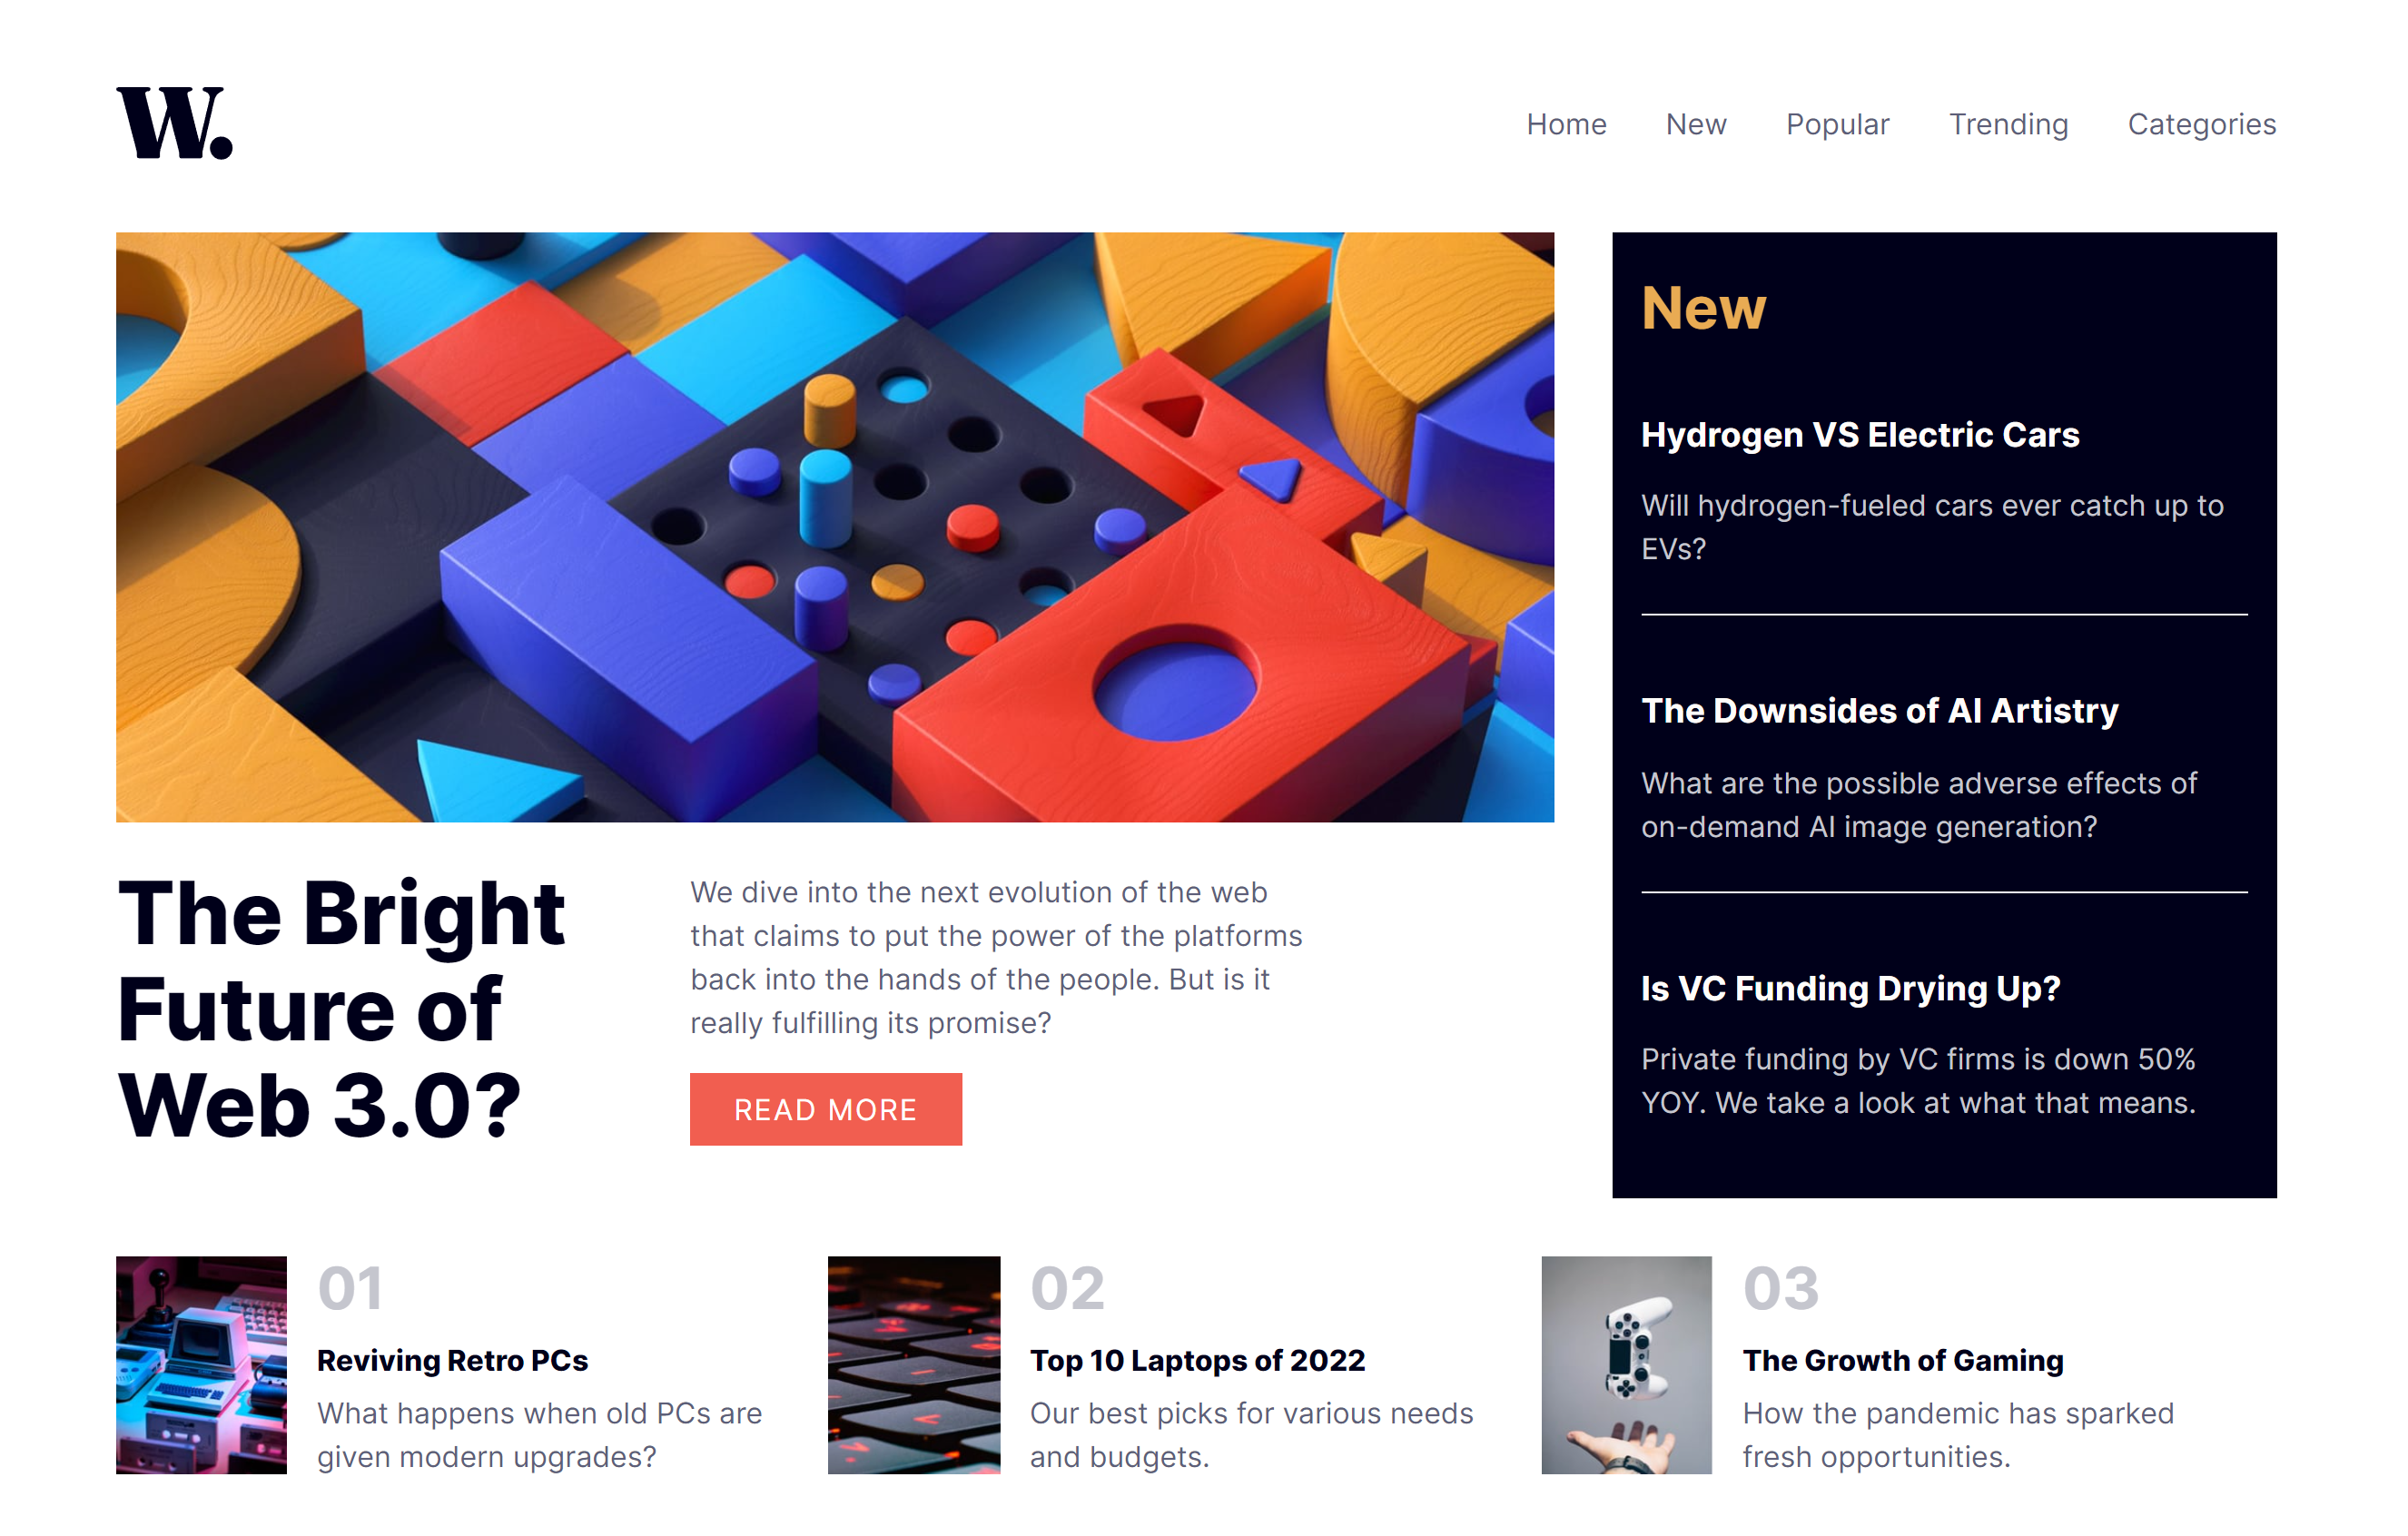 W.
Home New Popular Trending Categories
The Bright
Future of
Web 3.0?
We dive into the next evolution of the web
that claims to put the power of the platforms
back into the hands of the people. But is it
really fulfilling its promise?
READ MORE
New
Hydrogen VS Electric Cars
Will hydrogen-fueled cars ever catch up to
EVs?
The Downsides of AI Artistry
What are the possible adverse effects of
on-demand AI image generation?
Is VC Funding Drying Up?
Private funding by VC firms is down 50%
YOY. We take a look at what that means.
01
Reviving Retro PCs
What happens when old PCs are
given modern upgrades?
02
Top 10 Laptops of 2022
Our best picks for various needs
and budgets.
03
The Growth of Gaming
How the pandemic has sparked
fresh opportunities.